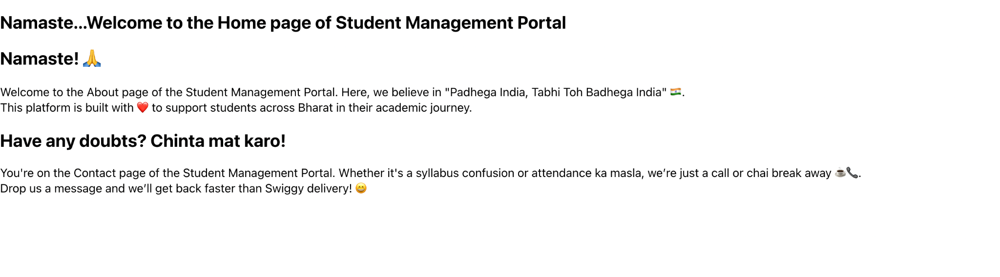 Namaste...Welcome to the Home page of Student Management Portal
Namaste! 🙏
Welcome to the About page of the Student Management Portal. Here, we believe in "Padhega India, Tabhi Toh Badhega India" 🇮🇳.
This platform is built with ❤️ to support students across Bharat in their academic journey.
Have any doubts? Chinta mat karo!
You're on the Contact page of the Student Management Portal. Whether it's a syllabus confusion or attendance ka masla, we’re just a call or chai break away ☕📞.
Drop us a message and we’ll get back faster than Swiggy delivery! 😄